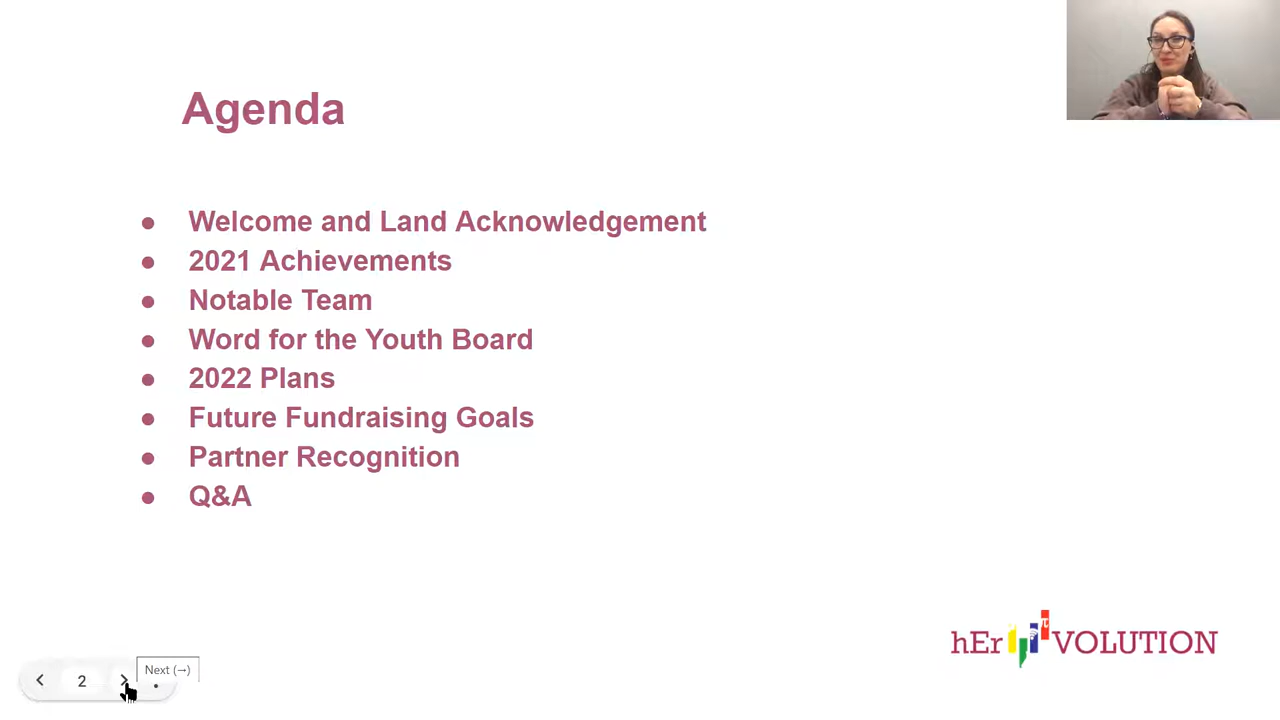 Agenda
● Welcome and Land Acknowledgement
● 2021 Achievements
● Notable Team
● Word for the Youth Board
● 2022 Plans
● Future Fundraising Goals
● Partner Recognition
● Q&A
hEr VOLUTION
π
2
Next (→)